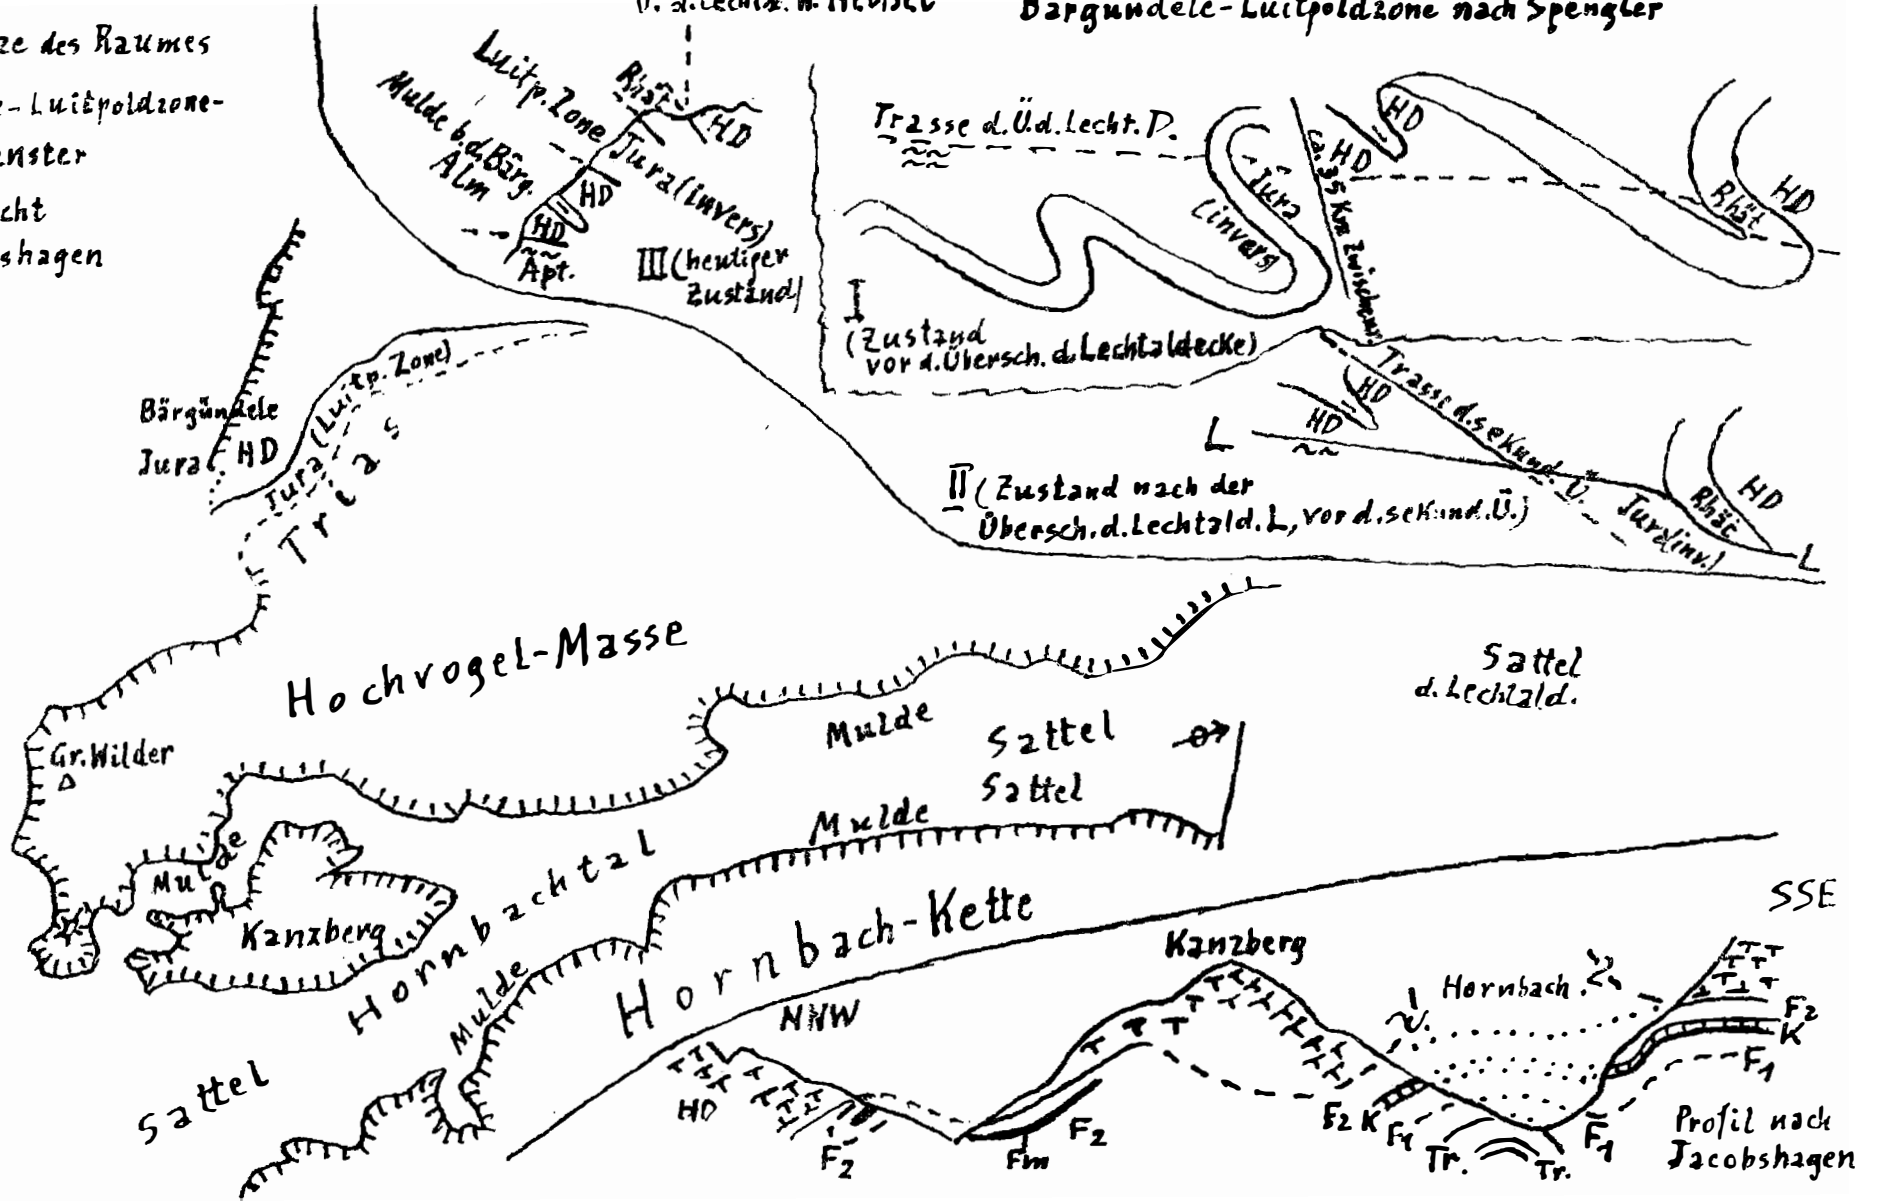 Bärgündele-Luitpoldzone nach Spengler
ze des Raumes
-Luitpoldzone-
enster
cht
shagen
Luitp. Zone
Mulde b.d. Bärg.
Alm
Rhät
HD
Jura (invers)
HD
HD
Apt.
III (heutiger
Zustand)
Trasse d.Ü.d.Lecht.D.
Jura
(invers)
ca. 35 Km Zwischenr.
HD
HD
Rhät
HD
I
(Zustand
vor d. Übersch. d. Lechtaldecke)
Trasse d. sekund. Ü.
HD
HD
L
Rhät
HD
Jura (inv.)
L
II (Zustand nach der
Übersch. d. Lechtald. L, vor d. sekund. Ü.)
Bärgündele
Jura
HD
Jura (Luitp. Zone)
Trias
Hochvogel-Masse
Gr. Wilder
Mulde
Sattel
Sattel
d. Lechtald.
Sattel
Mulde
Mulde
Kanzberg
Hornbachtal
Mulde
Hornbach-Kette
Sattel
NNW
SSE
Kanzberg
Hornbach
HD
F2
Fm
F2
F2 K F1
Tr.
Tr.
F1
F2
K
F1
Profil nach
Jacobshagen